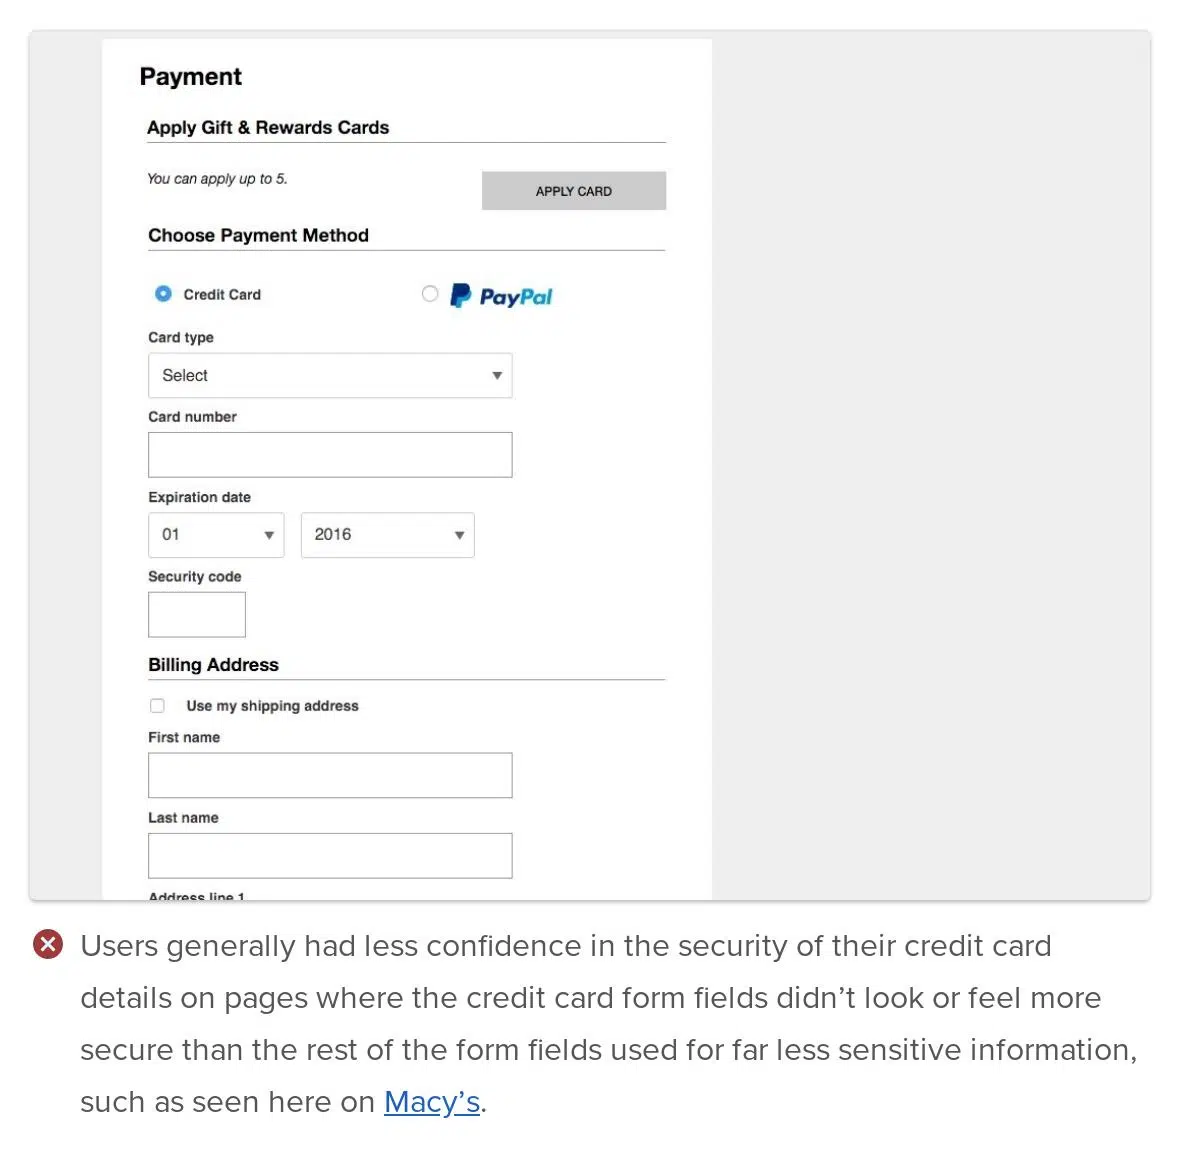 Payment
Apply Gift & Rewards Cards
You can apply up to 5.
APPLY CARD
Choose Payment Method
Credit Card
PayPal
Card type
Select
Card number
Expiration date
01
2016
Security code
Billing Address
Use my shipping address
First name
Last name
Address line 1
Users generally had less confidence in the security of their credit card
details on pages where the credit card form fields didn’t look or feel more
secure than the rest of the form fields used for far less sensitive information,
such as seen here on Macy’s.